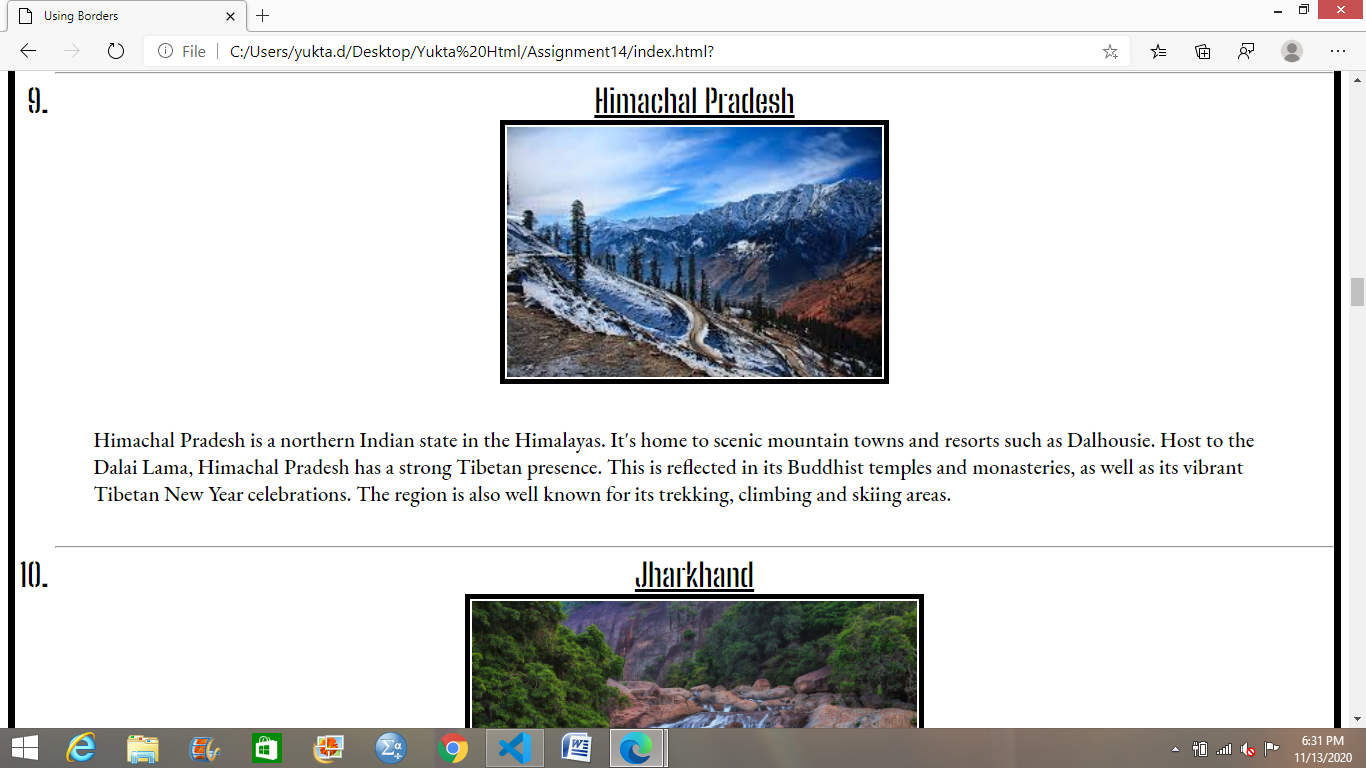 Using Borders
File
C:/Users/yukta.d/Desktop/Yukta%20Html/Assignment14/index.html?
9.
Himachal Pradesh
Himachal Pradesh is a northern Indian state in the Himalayas. It's home to scenic mountain towns and resorts such as Dalhousie. Host to the
Dalai Lama, Himachal Pradesh has a strong Tibetan presence. This is reflected in its Buddhist temples and monasteries, as well as its vibrant
Tibetan New Year celebrations. The region is also well known for its trekking, climbing and skiing areas.
10.
Jharkhand
6:31 PM
11/13/2020